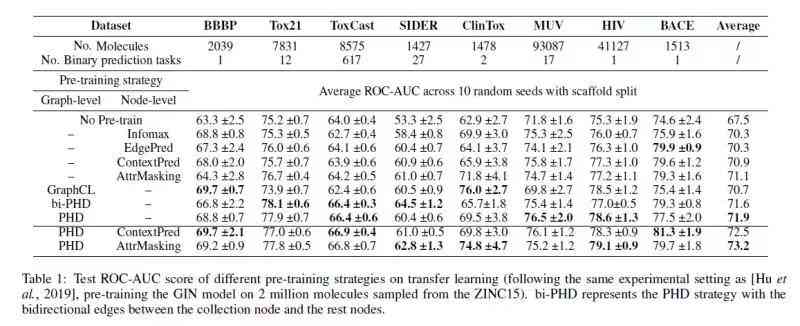 Dataset BBBP Tox21 ToxCast SIDER ClinTox MUV HIV BACE Average
No. Molecules 2039 7831 8575 1427 1478 93087 41127 1513 /
No. Binary prediction tasks 1 12 617 27 2 17 1 1 /
Pre-training strategy
Average ROC-AUC across 10 random seeds with scaffold split
Graph-level Node-level
No Pre-train 63.3 ±2.5 75.2 ±0.7 64.0 ±0.4 53.3 ±2.5 62.9 ±2.7 71.8 ±1.6 75.3 ±1.9 74.6 ±2.4 67.5
– Infomax 68.8 ±0.8 75.3 ±0.5 62.7 ±0.4 58.4 ±0.8 69.9 ±3.0 75.3 ±2.5 76.0 ±0.7 75.9 ±1.6 70.3
– EdgePred 67.3 ±2.4 76.0 ±0.6 64.1 ±0.6 60.4 ±0.7 64.1 ±3.7 74.1 ±2.1 76.3 ±1.0 79.9 ±0.9 70.3
– ContextPred 68.0 ±2.0 75.7 ±0.7 63.9 ±0.6 60.9 ±0.6 65.9 ±3.8 75.8 ±1.7 77.3 ±1.0 79.6 ±1.2 70.9
– AttrMasking 64.3 ±2.8 76.7 ±0.4 64.2 ±0.5 61.0 ±0.7 71.8 ±4.1 74.7 ±1.4 77.2 ±1.1 79.3 ±1.6 71.1
GraphCL – 69.7 ±0.7 73.9 ±0.7 62.4 ±0.6 60.5 ±0.9 76.0 ±2.7 69.8 ±2.7 78.5 ±1.2 75.4 ±1.4 70.7
bi-PHD – 66.8 ±2.2 78.1 ±0.6 66.4 ±0.3 64.5 ±1.2 65.7±1.8 75.4 ±1.4 77.0±0.5 79.3 ±0.8 71.6
PHD – 68.8 ±0.7 77.9 ±0.7 66.4 ±0.6 60.4 ±0.6 69.5 ±3.8 76.5 ±2.0 78.6 ±1.3 77.5 ±2.0 71.9
PHD ContextPred 69.7 ±2.1 77.0 ±0.6 66.9 ±0.4 61.0 ±0.5 69.8 ±3.0 76.1 ±1.2 78.3 ±0.9 81.3 ±1.9 72.5
PHD AttrMasking 69.2 ±0.9 77.8 ±0.5 66.8 ±0.7 62.8 ±1.3 74.8 ±4.7 75.2 ±1.2 79.1 ±0.9 79.7 ±1.8 73.2
Table 1: Test ROC-AUC score of different pre-training strategies on transfer learning (following the same experimental setting as [Hu et
al., 2019], pre-training the GIN model on 2 million molecules sampled from the ZINC15). bi-PHD represents the PHD strategy with the
bidirectional edges between the collection node and the rest nodes.